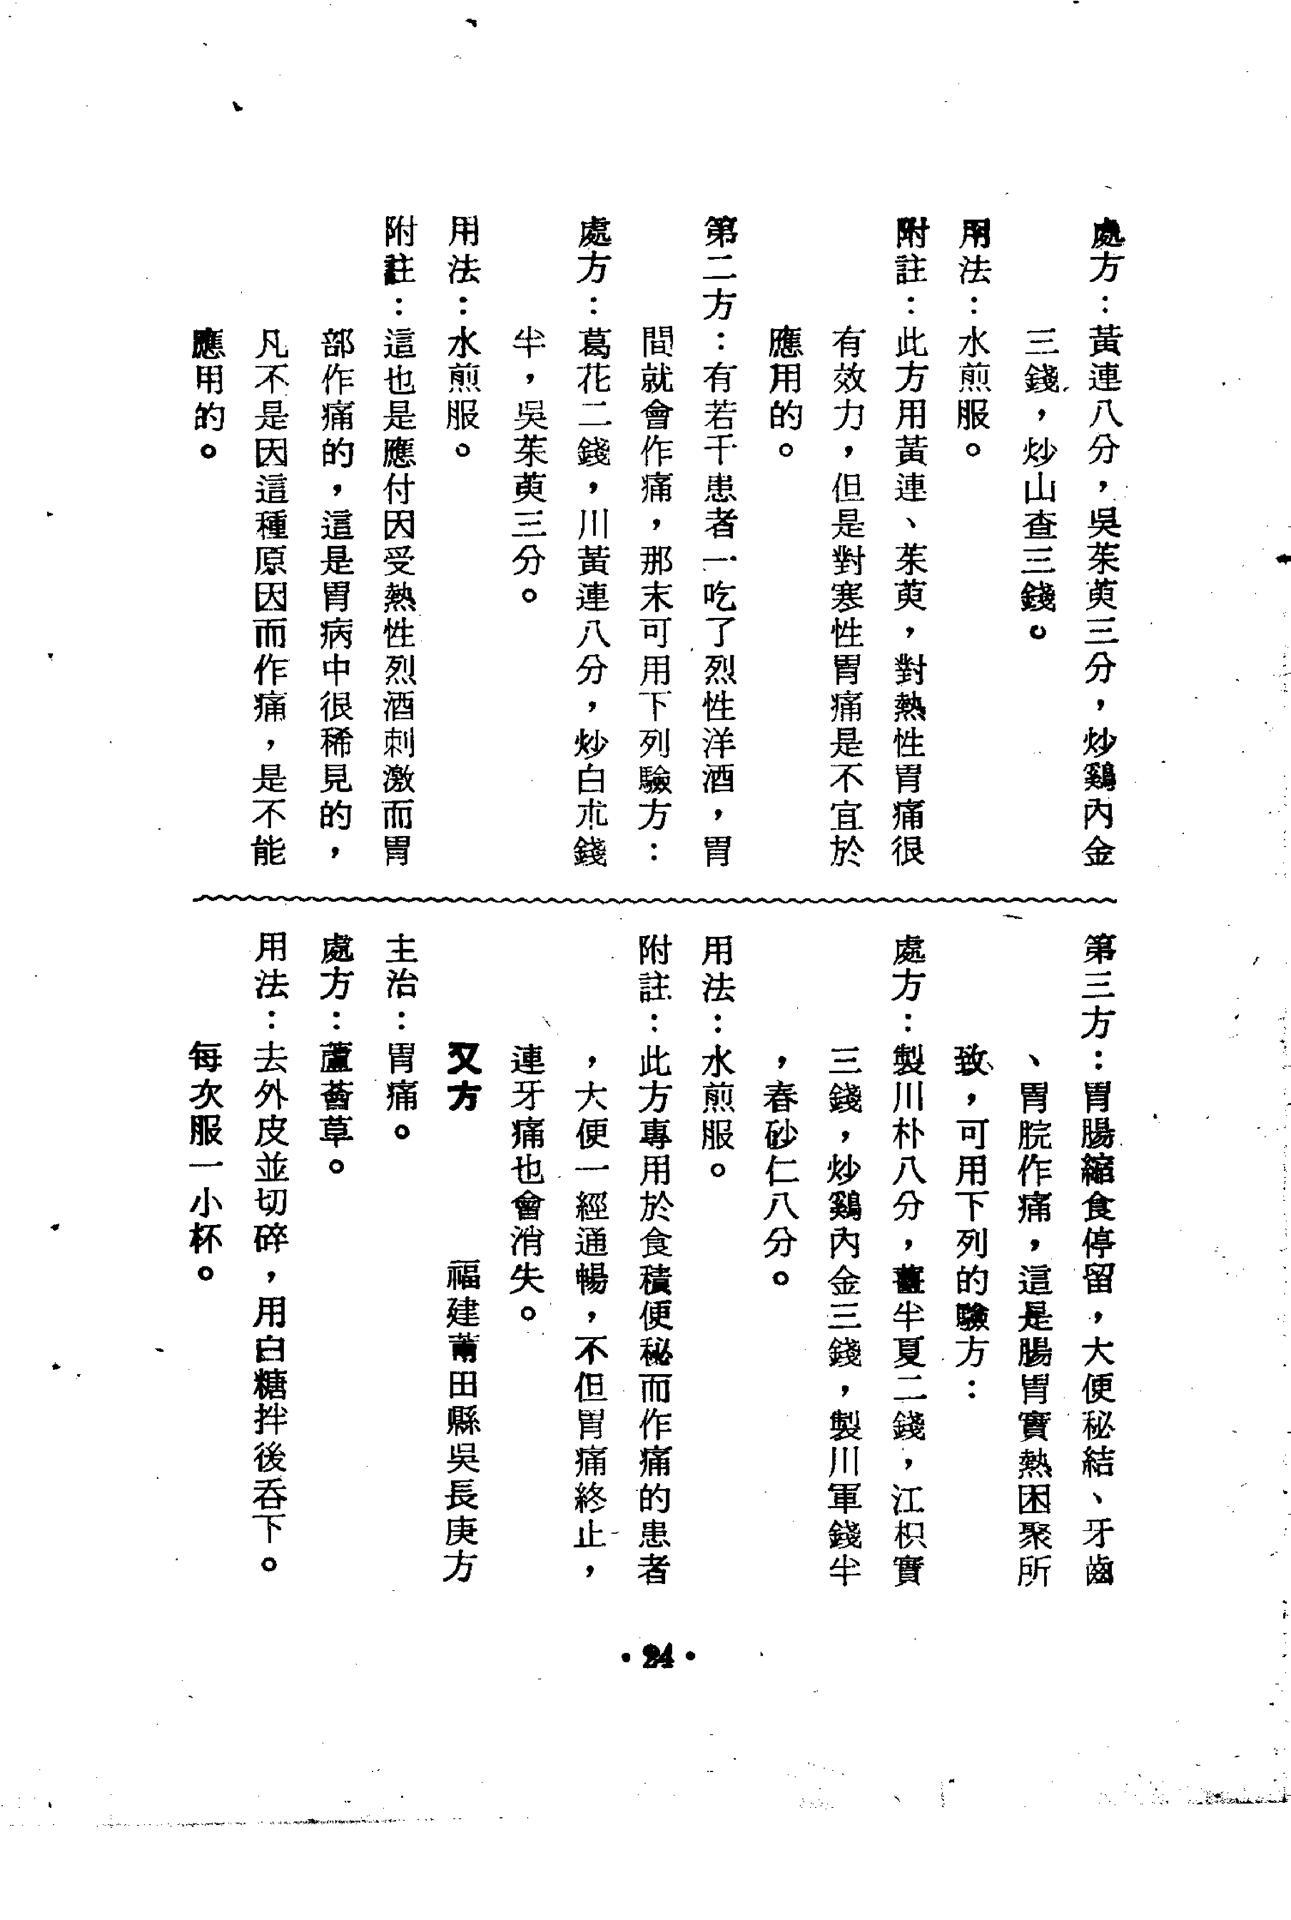 處方：黃連八分，吳茱萸三分，炒鷄內金
三錢，炒山查三錢。
用法：水煎服。
附註：此方用黃連、茱萸，對熱性胃痛很
有效力，但是對寒性胃痛是不宜於
應用的。
第二方：有若干患者一吃了烈性洋酒，胃
間就會作痛，那末可用下列驗方：
處方：葛花二錢，川黃連八分，炒白朮錢
半，吳茱萸三分。
用法：水煎服。
附註：這也是應付因受熱性烈酒刺激而胃
部作痛的，這是胃病中很稀見的，
凡不是因這種原因而作痛，是不能
應用的。
第三方：胃腸縮食停留，大便秘結、牙齒
、胃脘作痛，這是腸胃實熱困聚所
致，可用下列的驗方：
處方：製川朴八分，薑半夏二錢，江枳實
三錢，炒鷄內金三錢，製川軍錢半
，春砂仁八分。
用法：水煎服。
附註：此方專用於食積便秘而作痛的患者
，大便一經通暢，不但胃痛終止，
連牙痛也會消失。
又方　福建莆田縣吳長庚方
主治：胃痛。
處方：蘆薈草。
用法：去外皮並切碎，用白糖拌後吞下。
每次服一小杯。
·24·